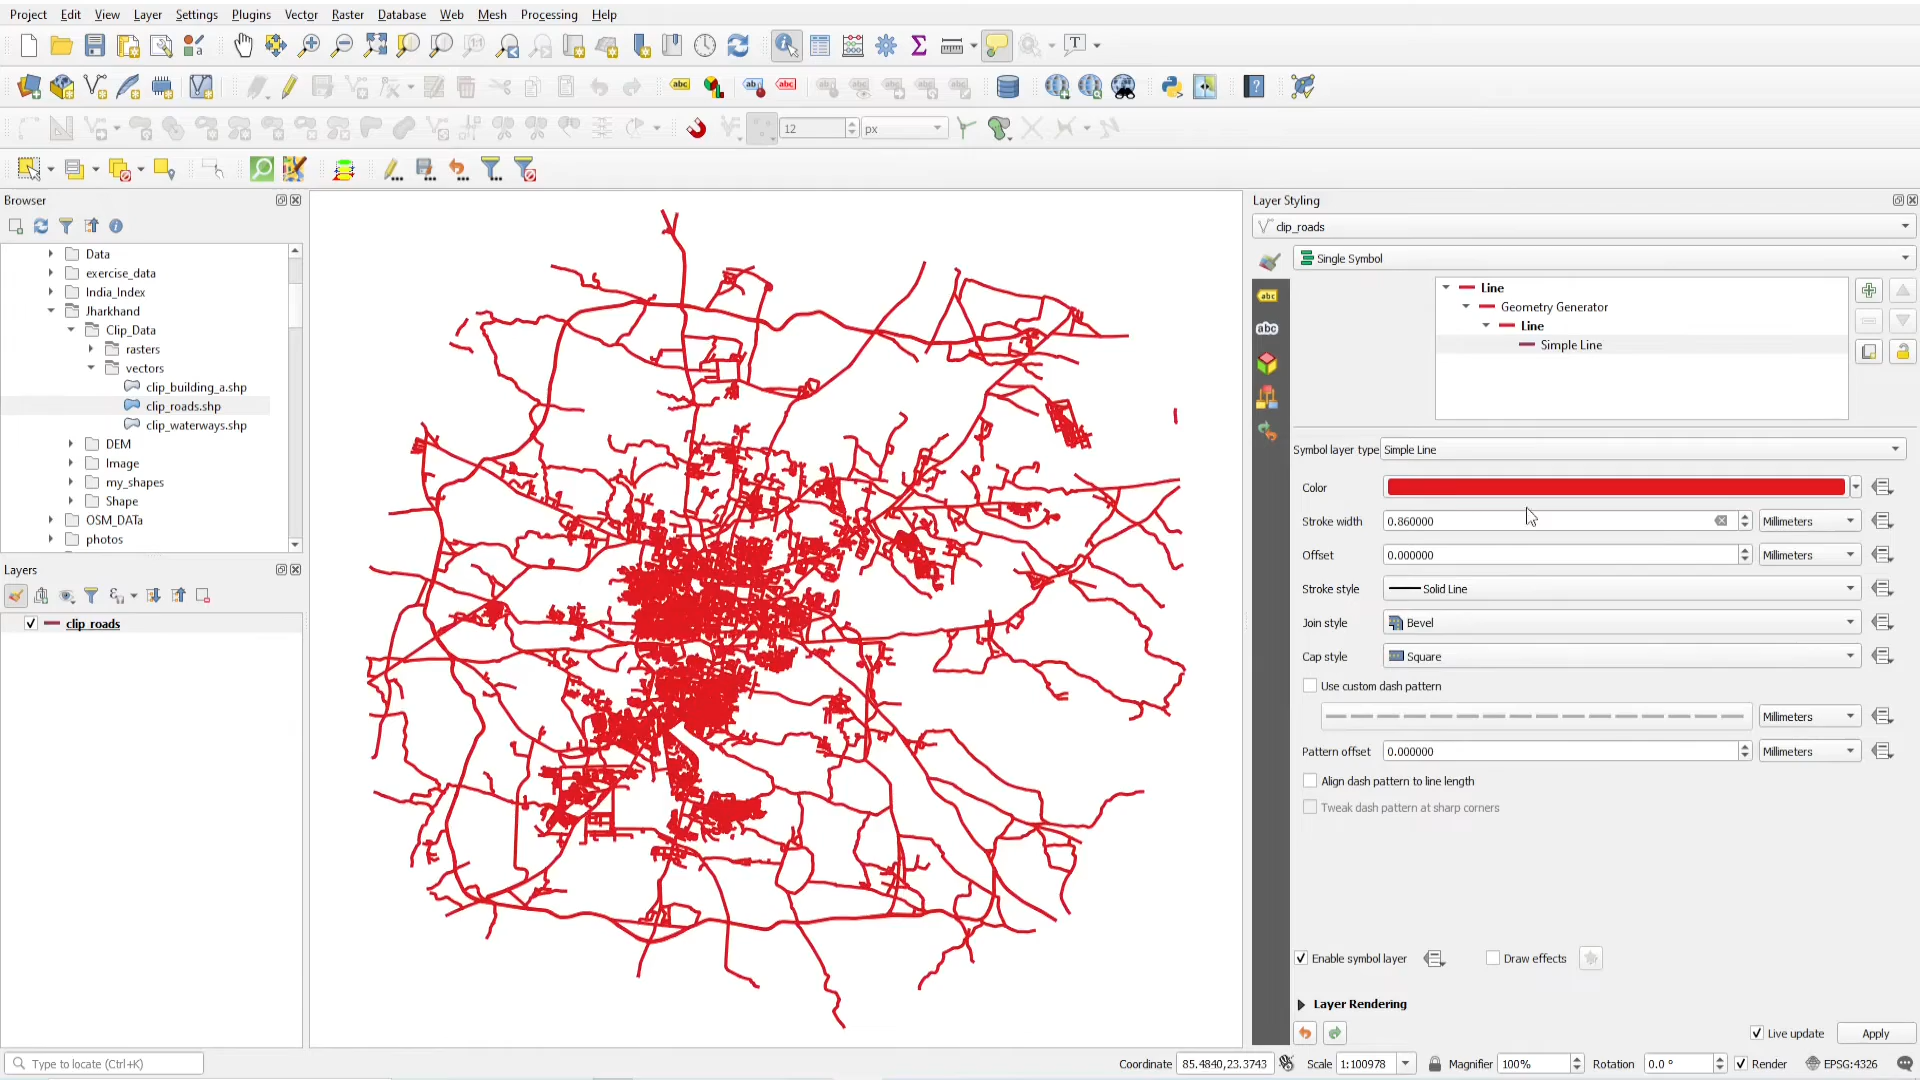 Project Edit View Layer Settings Plugins Vector Raster Database Web Mesh Processing Help
12 px
Browser
Data
exercise_data
India_Index
Jharkhand
Clip_Data
rasters
vectors
clip_building_a.shp
clip_roads.shp
clip_waterways.shp
DEM
Image
my_shapes
Shape
OSM_DATa
photos
Layers
clip_roads
Layer Styling
clip_roads
Single Symbol
Line
Geometry Generator
Line
Simple Line
Symbol layer type Simple Line
Color
Stroke width 0.860000 Millimeters
Offset 0.000000 Millimeters
Stroke style Solid Line
Join style Bevel
Cap style Square
Use custom dash pattern
Millimeters
Pattern offset 0.000000 Millimeters
Align dash pattern to line length
Tweak dash pattern at sharp corners
Enable symbol layer Draw effects
Layer Rendering
Live update Apply
Type to locate (Ctrl+K) Coordinate 85.4840,23.3743 Scale 1:100978 Magnifier 100% Rotation 0.0 ° Render EPSG:4326